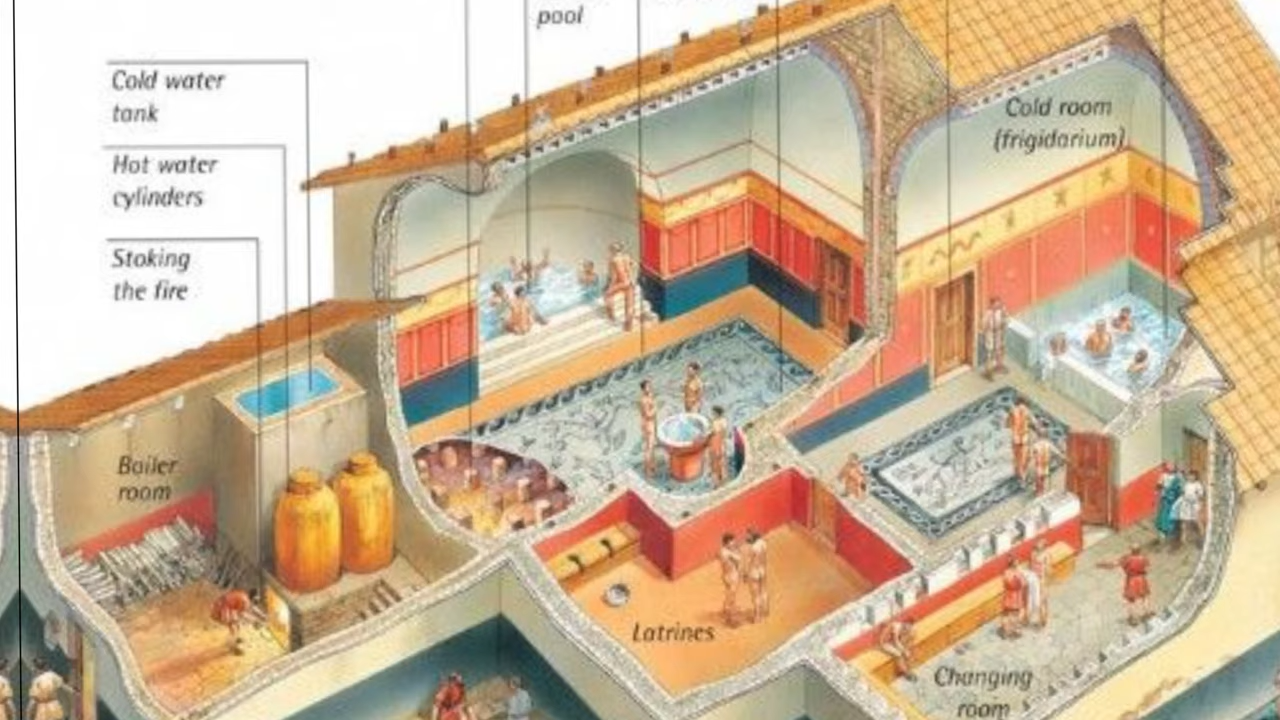 pool
Cold water
tank
Hot water
cylinders
Stoking
the fire
Cold room
(frigidarium)
Boiler
room
Latrines
Changing
room